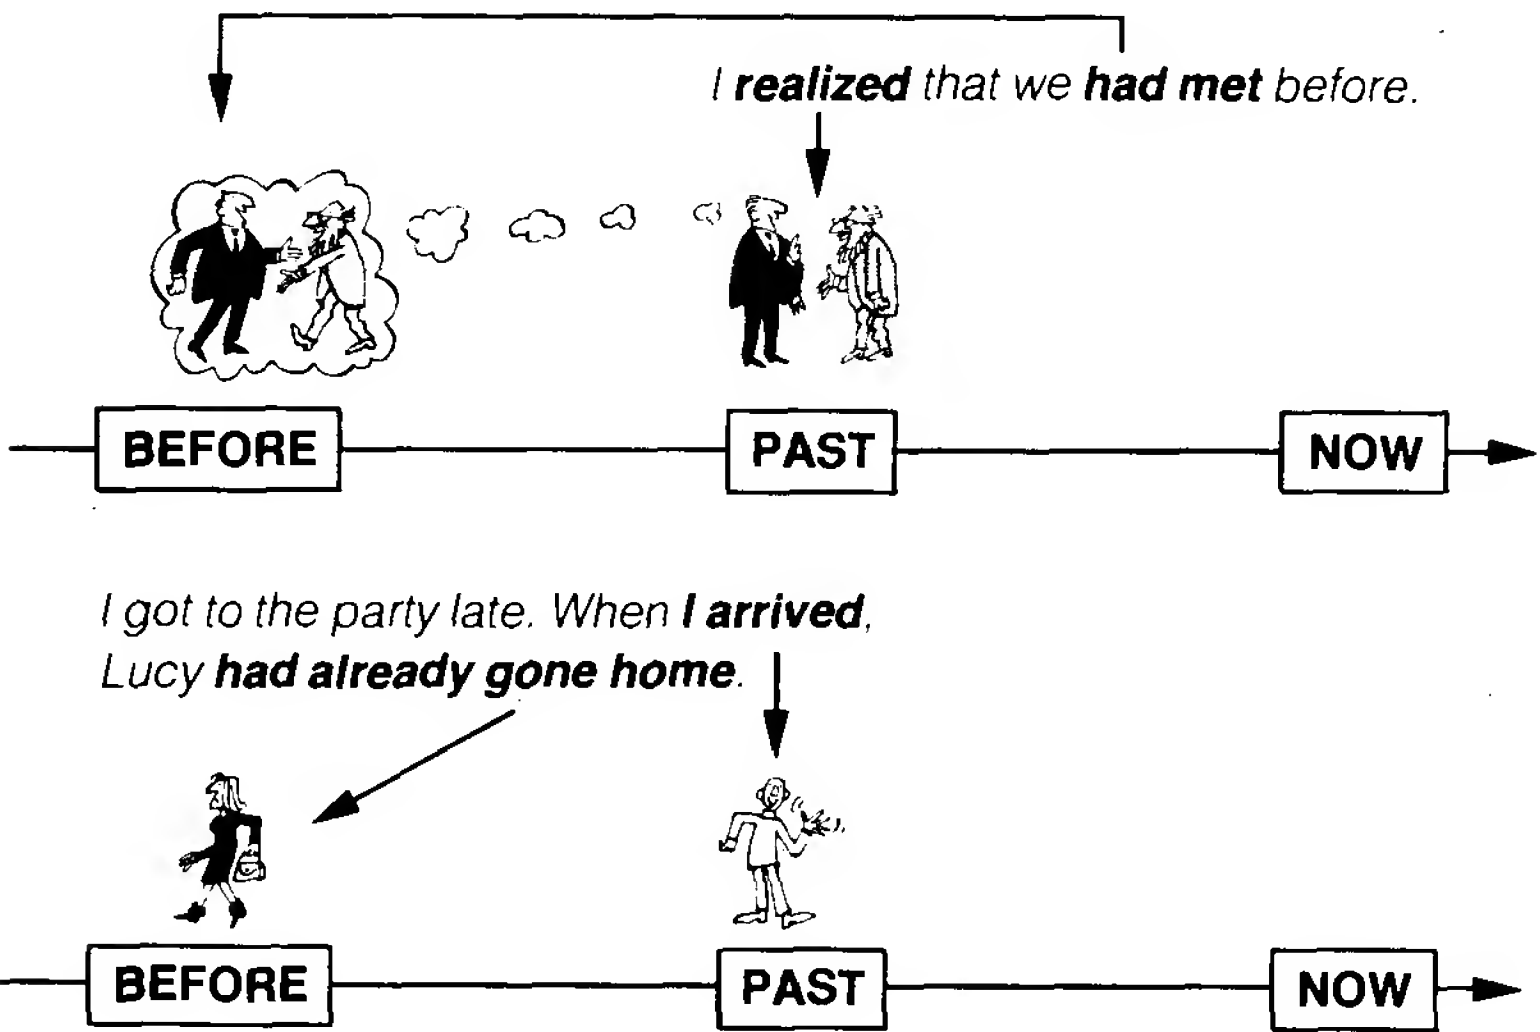 I realized that we had met before.
BEFORE PAST NOW
I got to the party late. When I arrived,
Lucy had already gone home.
BEFORE PAST NOW